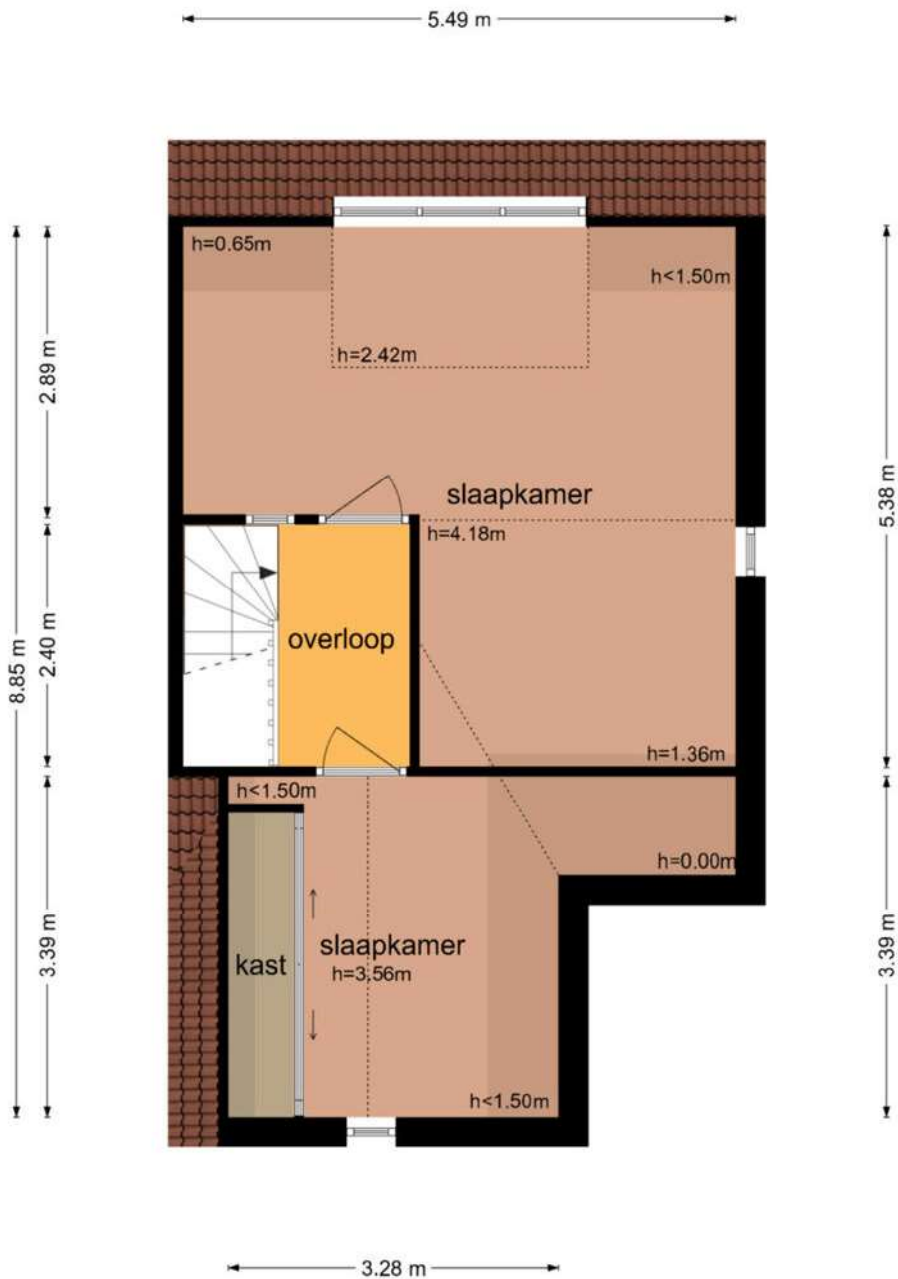 5.49 m
h=0.65m
h<1.50m
h=2.42m
2.89 m
slaapkamer
h=4.18m
5.38 m
overloop
2.40 m
8.85 m
h=1.36m
h<1.50m
h=0.00m
3.39 m
slaapkamer
h=3.56m
kast
3.39 m
h<1.50m
3.28 m